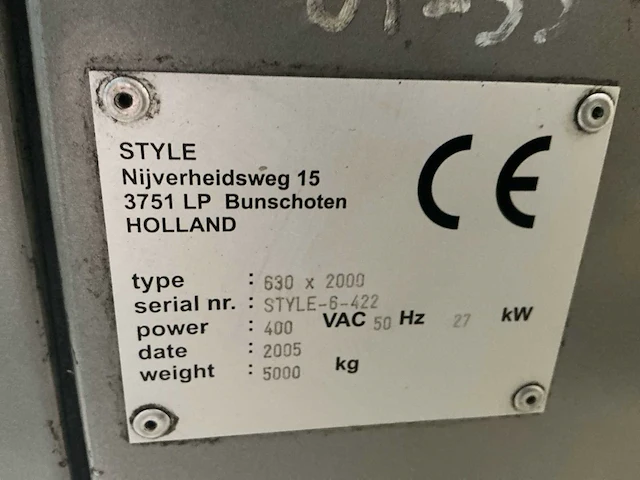 STYLE
Nijverheidsweg 15
3751 LP Bunschoten
HOLLAND
CE
type : 630 x 2000
serial nr. : STYLE-6-422
power : 400 VAC 50 Hz 27 kW
date : 2005
weight : 5000 kg